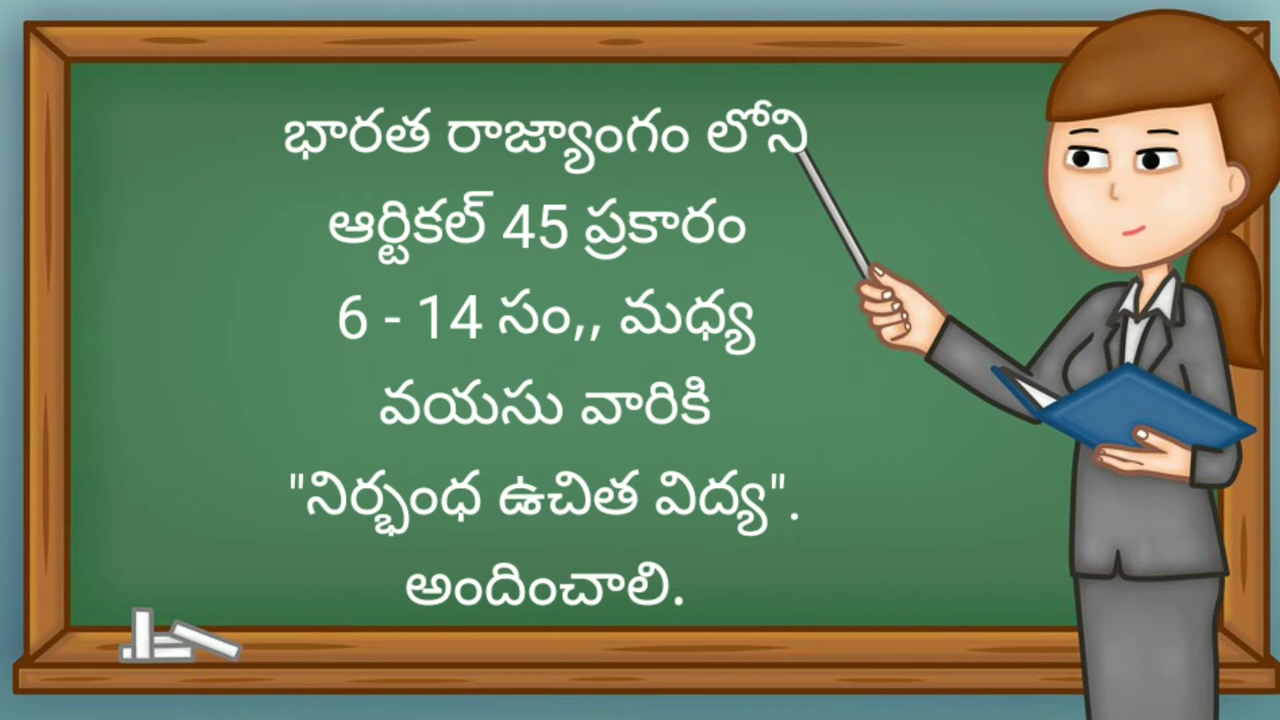 భారత రాజ్యాంగం లోని
ఆర్టికల్ 45 ప్రకారం
6 - 14 సం,, మధ్య
వయసు వారికి
"నిర్భంధ ఉచిత విద్య".
అందించాలి.